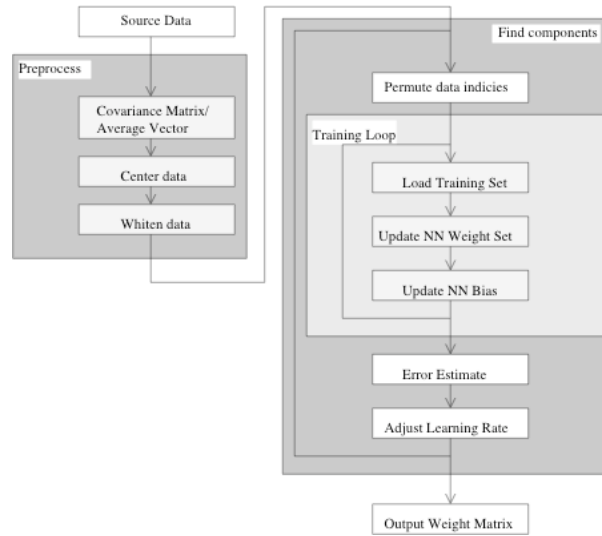 Source Data
Preprocess
Covariance Matrix/
Average Vector
Center data
Whiten data
Find components
Permute data indicies
Training Loop
Load Training Set
Update NN Weight Set
Update NN Bias
Error Estimate
Adjust Learning Rate
Output Weight Matrix